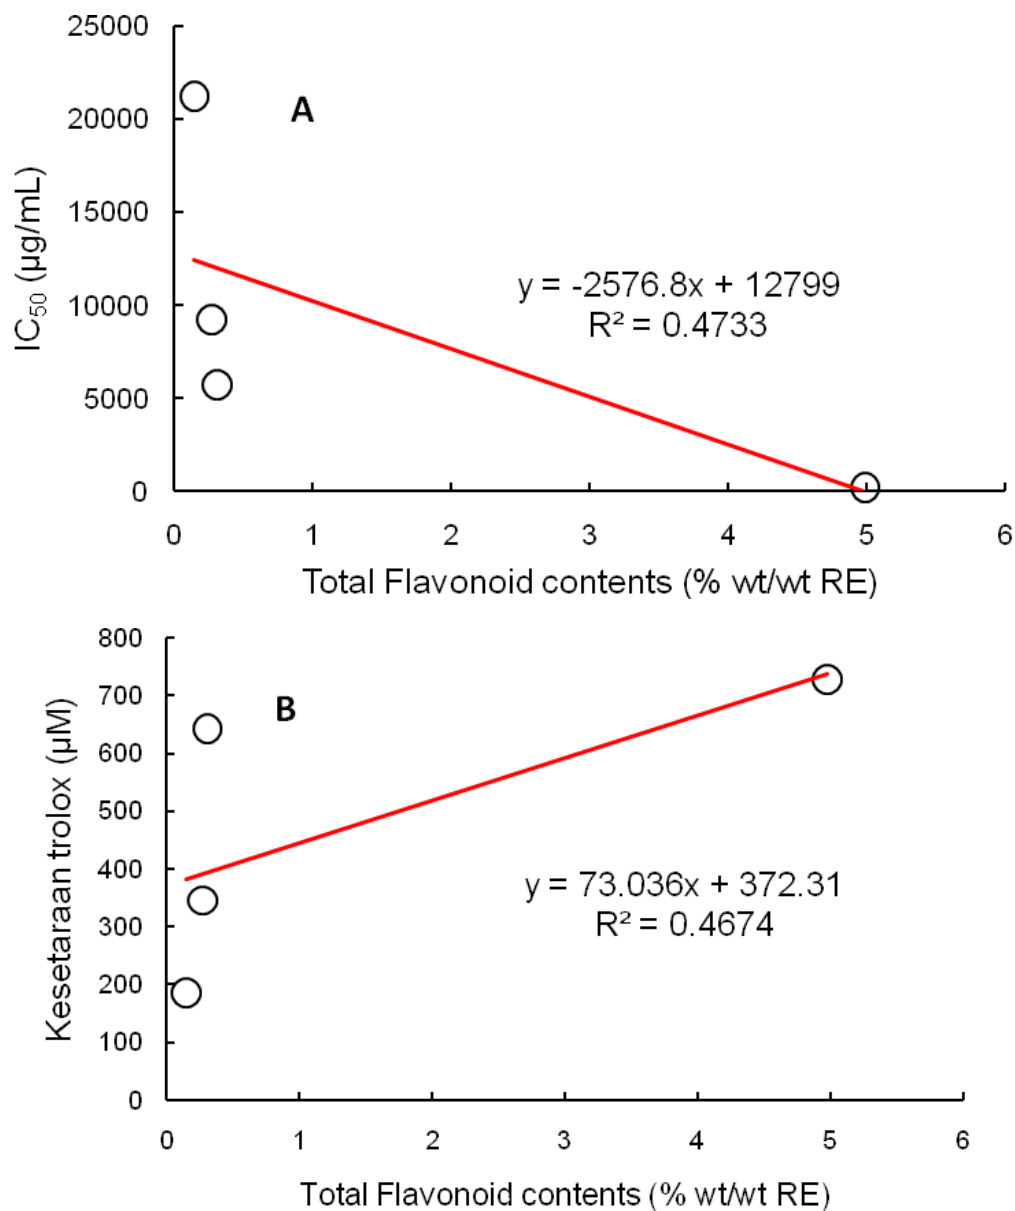 25000
20000
15000
10000
5000
0
IC₅₀ (µg/mL)
A
y = -2576.8x + 12799
R² = 0.4733
0 1 2 3 4 5 6
Total Flavonoid contents (% wt/wt RE)
800
700
600
500
400
300
200
100
0
Kesetaraan trolox (µM)
B
y = 73.036x + 372.31
R² = 0.4674
0 1 2 3 4 5 6
Total Flavonoid contents (% wt/wt RE)